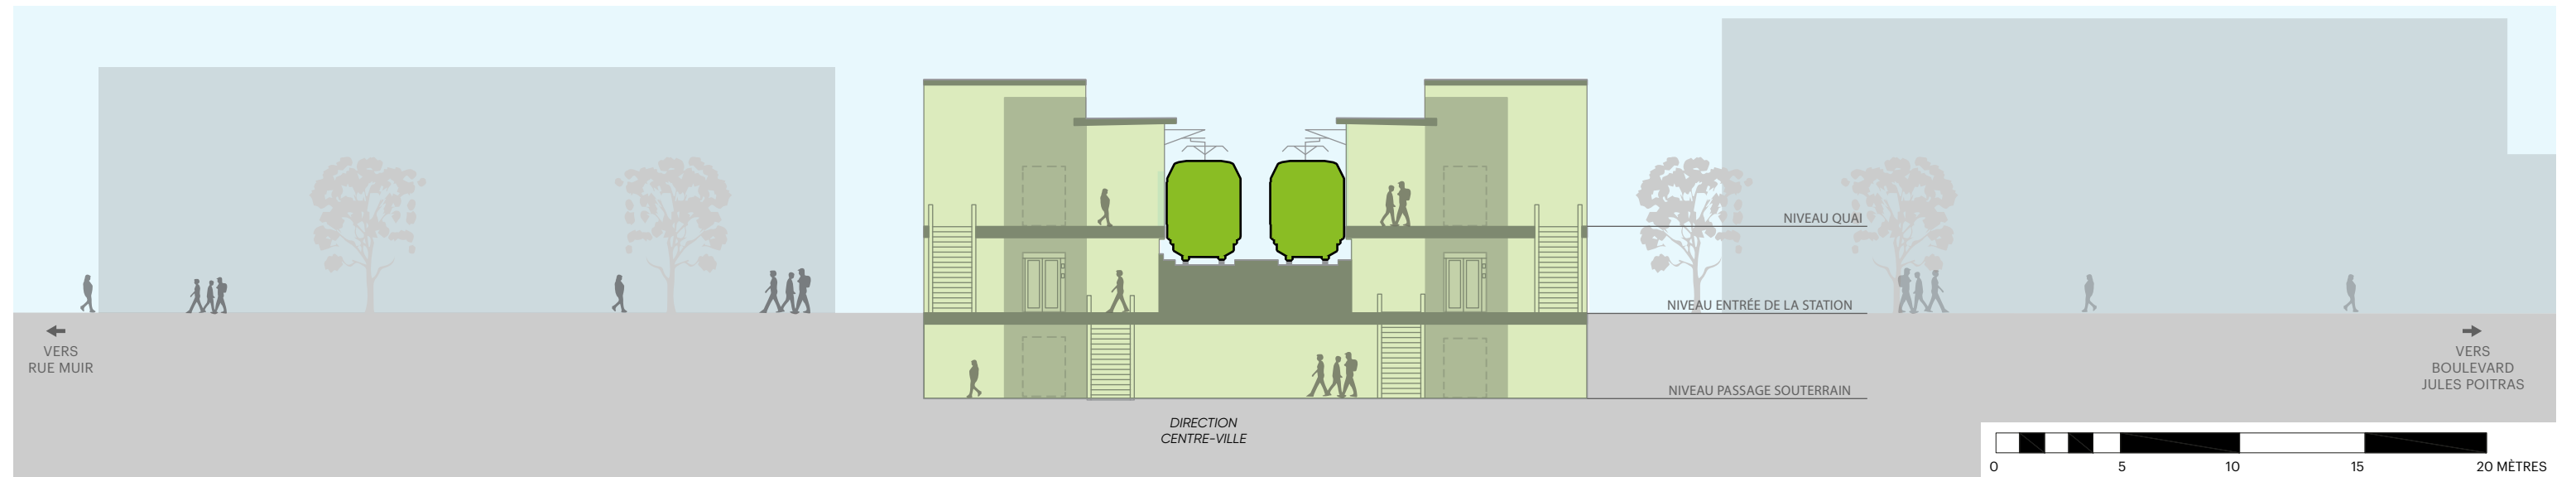 NIVEAU QUAI
NIVEAU ENTRÉE DE LA STATION
VERS
RUE MUIR
VERS
BOULEVARD
JULES POITRAS
NIVEAU PASSAGE SOUTERRAIN
DIRECTION
CENTRE-VILLE
0 5 10 15 20 MÈTRES